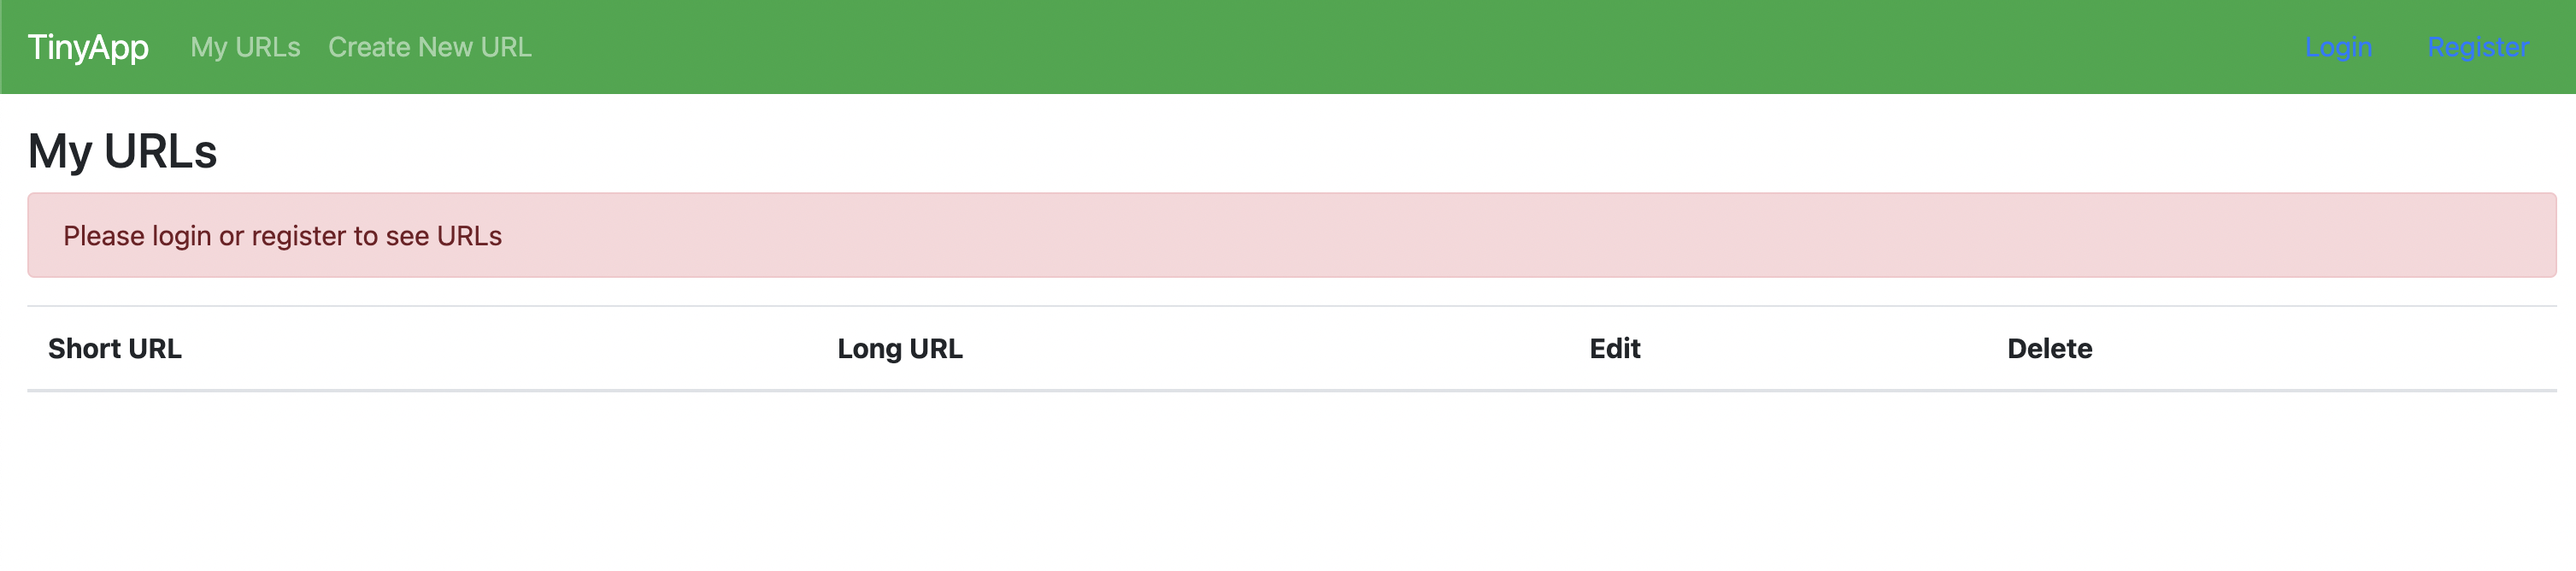 TinyApp My URLs Create New URL Login Register
My URLs
Please login or register to see URLs
Short URL Long URL Edit Delete